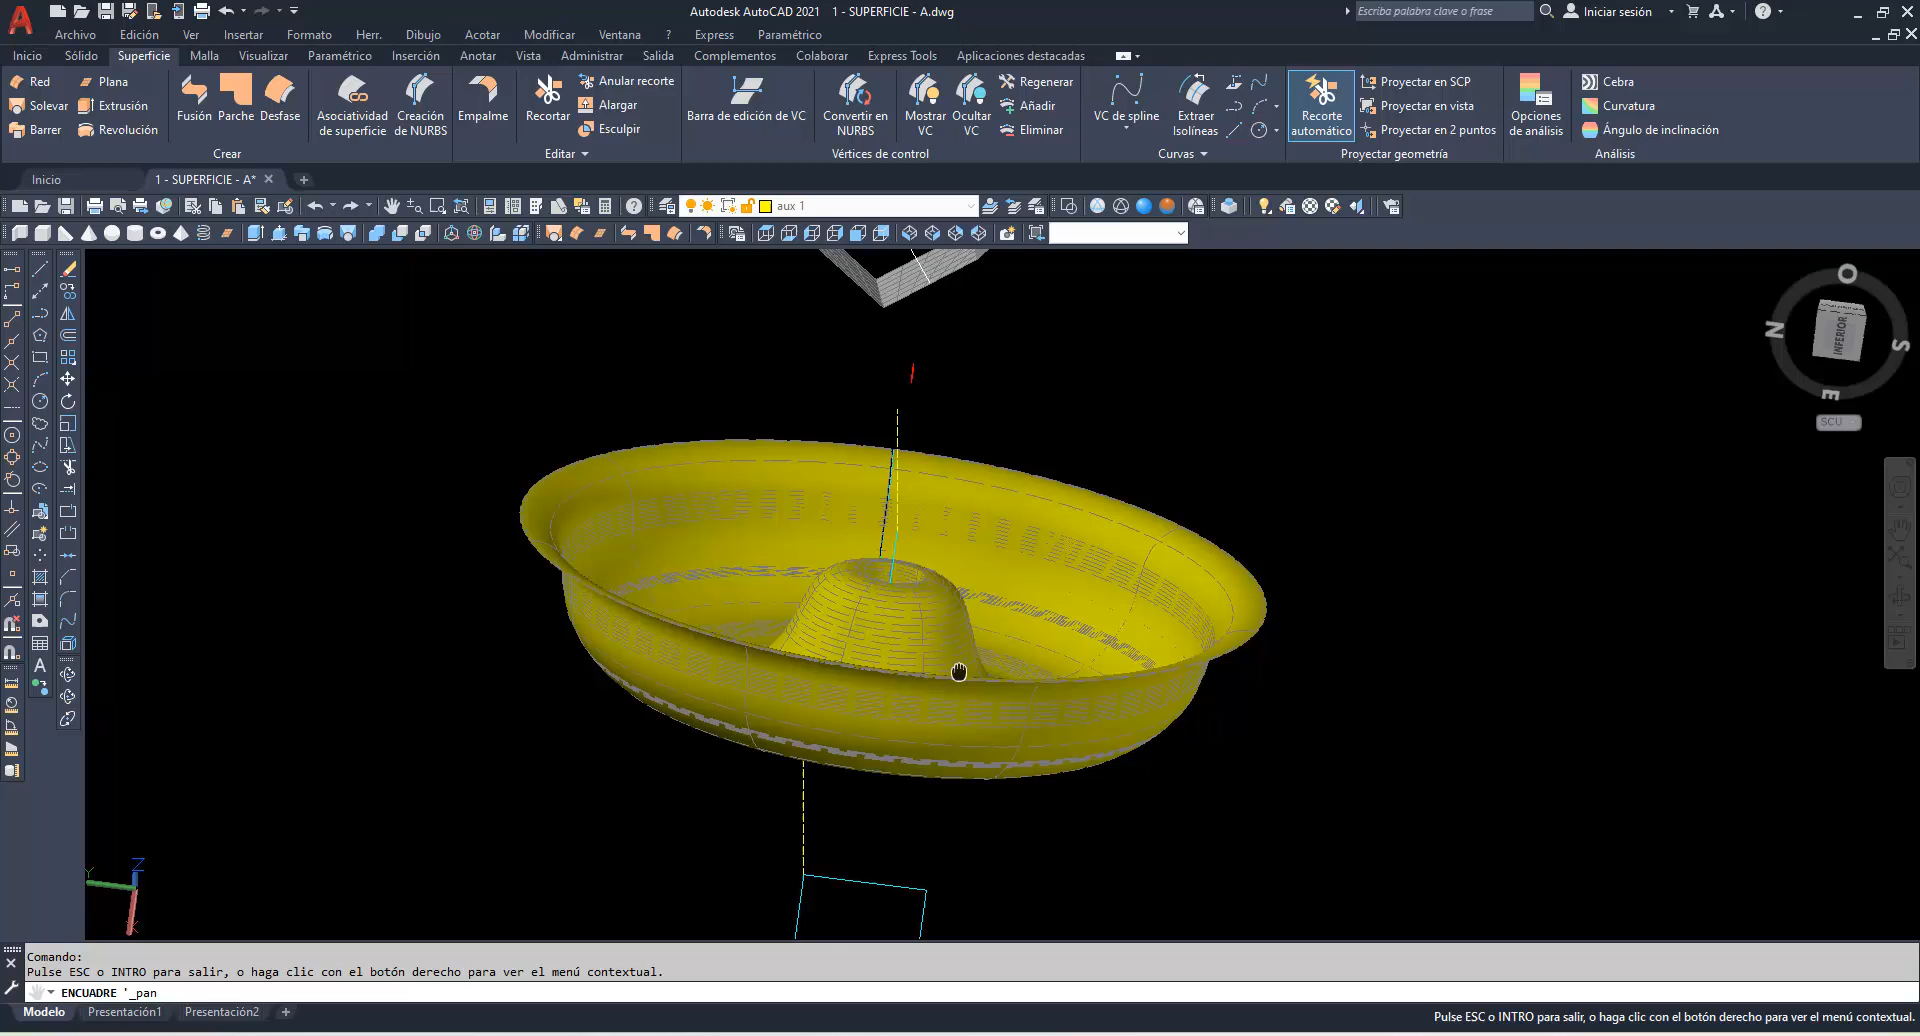 Autodesk AutoCAD 2021 1 - SUPERFICIE - A.dwg
Escriba palabra clave o frase
Iniciar sesión
Archivo Edición Ver Insertar Formato Herr. Dibujo Acotar Modificar Ventana ? Express Paramétrico
Inicio Sólido Superficie Malla Visualizar Paramétrico Inserción Anotar Vista Administrar Salida Complementos Colaborar Express Tools Aplicaciones destacadas
Red Plana
Solevar Extrusión
Barrer Revolución
Fusión Parche Desfase
Crear
Asociatividad de superficie
Creación de NURBS
Empalme
Recortar
Anular recorte
Alargar
Esculpir
Editar
Barra de edición de VC
Convertir en NURBS
Mostrar VC
Ocultar VC
Regenerar
Añadir
Eliminar
Vértices de control
VC de spline
Extraer Isolíneas
Curvas
Recorte automático
Proyectar en SCP
Proyectar en vista
Proyectar en 2 puntos
Proyectar geometría
Opciones de análisis
Cebra
Curvatura
Ángulo de inclinación
Análisis
Inicio 1 - SUPERFICIE - A*
aux 1
O
N
S
E
INFERIOR
SCU
Z
Y
X
Comando:
Pulse ESC o INTRO para salir, o haga clic con el botón derecho para ver el menú contextual.
ENCUADRE '_pan
Modelo Presentación1 Presentación2 +
Pulse ESC o INTRO para salir, o haga clic con el botón derecho para ver el menú contextual.